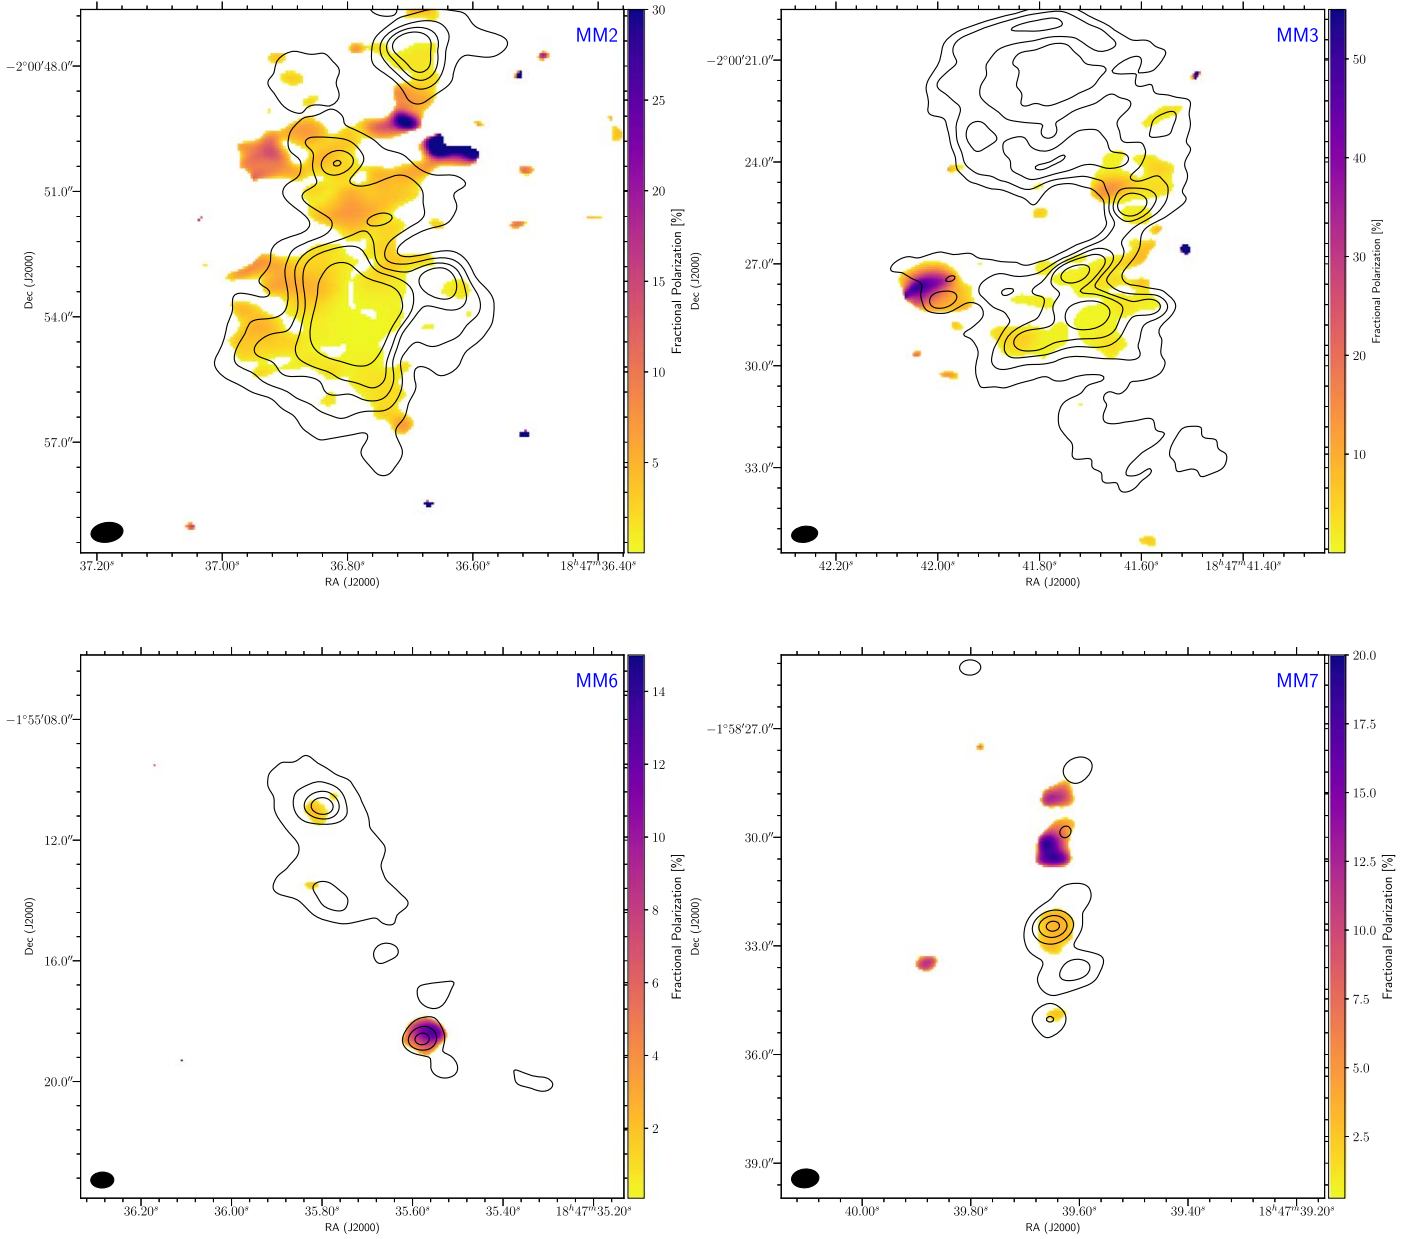 MM2
30
25
20
15
10
5
Fractional Polarization [%]
−2°00′48.0″
51.0″
54.0″
57.0″
Dec (J2000)
37.20ˢ
37.00ˢ
36.80ˢ
36.60ˢ
18ʰ47ᵐ36.40ˢ
RA (J2000)
MM3
50
40
30
20
10
Fractional Polarization [%]
−2°00′21.0″
24.0″
27.0″
30.0″
33.0″
Dec (J2000)
42.20ˢ
42.00ˢ
41.80ˢ
41.60ˢ
18ʰ47ᵐ41.40ˢ
RA (J2000)
MM6
14
12
10
8
6
4
2
Fractional Polarization [%]
−1°55′08.0″
12.0″
16.0″
20.0″
Dec (J2000)
36.20ˢ
36.00ˢ
35.80ˢ
35.60ˢ
35.40ˢ
18ʰ47ᵐ35.20ˢ
RA (J2000)
MM7
20.0
17.5
15.0
12.5
10.0
7.5
5.0
2.5
Fractional Polarization [%]
−1°58′27.0″
30.0″
33.0″
36.0″
39.0″
Dec (J2000)
40.00ˢ
39.80ˢ
39.60ˢ
39.40ˢ
18ʰ47ᵐ39.20ˢ
RA (J2000)